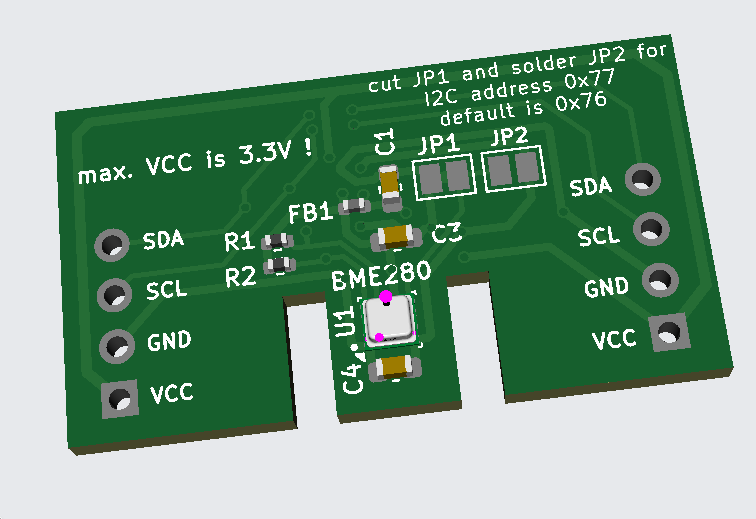 cut JP1 and solder JP2 for
I2C address 0x77
default is 0x76
max. VCC is 3.3V !
C1
JP1
JP2
FB1
C3
R1
R2
BME280
U1
C4
SDA
SCL
GND
VCC
SDA
SCL
GND
VCC